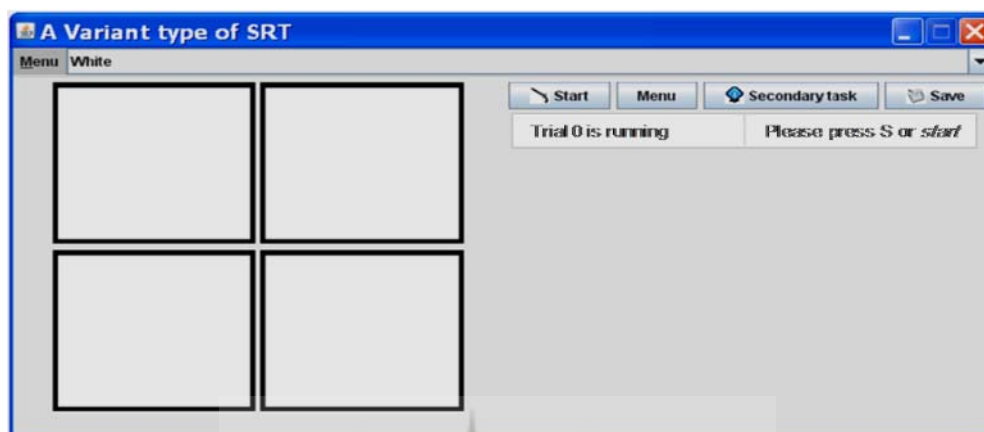 A Variant type of SRT
Menu White
Start Menu Secondary task Save
Trial 0 is running Please press S or start